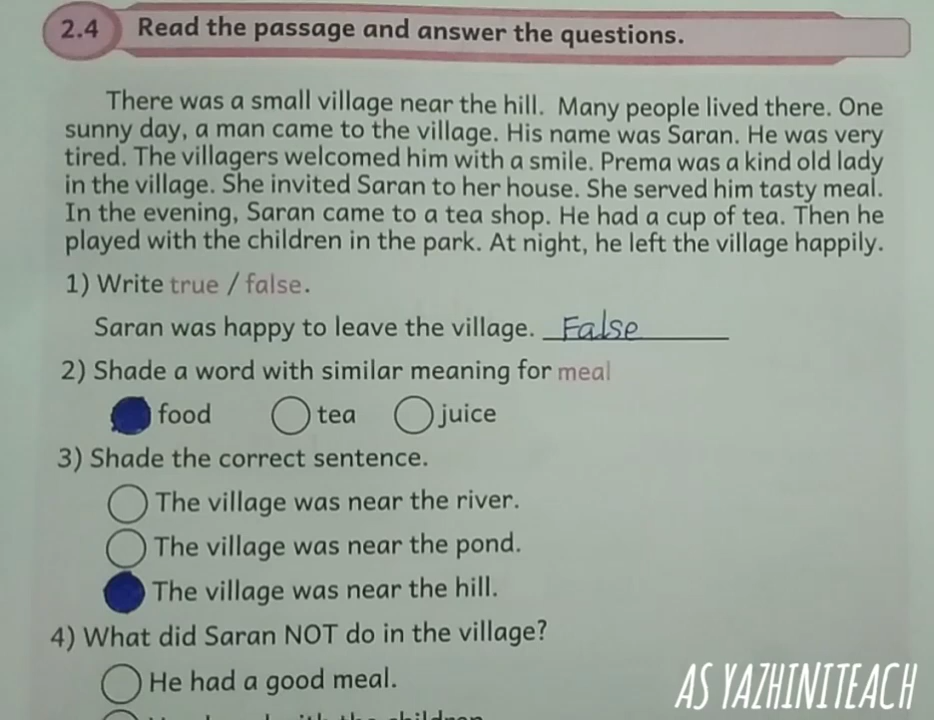 2.4 Read the passage and answer the questions.
There was a small village near the hill. Many people lived there. One
sunny day, a man came to the village. His name was Saran. He was very
tired. The villagers welcomed him with a smile. Prema was a kind old lady
in the village. She invited Saran to her house. She served him tasty meal.
In the evening, Saran came to a tea shop. He had a cup of tea. Then he
played with the children in the park. At night, he left the village happily.
1) Write true / false.
Saran was happy to leave the village. False
2) Shade a word with similar meaning for meal
food tea juice
3) Shade the correct sentence.
The village was near the river.
The village was near the pond.
The village was near the hill.
4) What did Saran NOT do in the village?
He had a good meal.
AS YAZHINITEACH